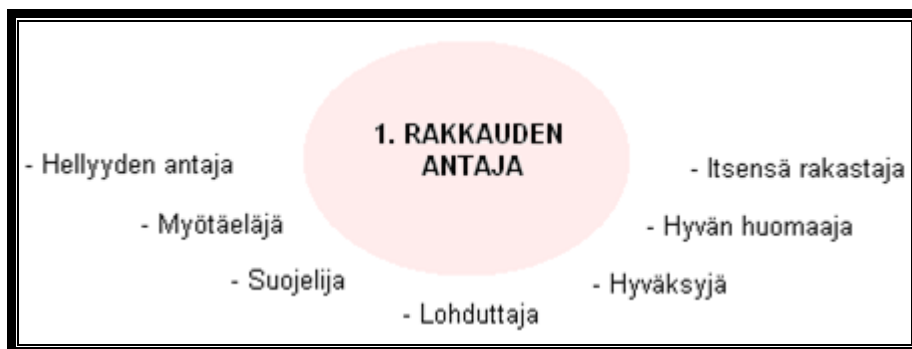 1. RAKKAUDEN
ANTAJA
- Hellyyden antaja
- Myötäeläjä
- Suojelija
- Lohduttaja
- Hyväksyjä
- Hyvän huomaaja
- Itsensä rakastaja